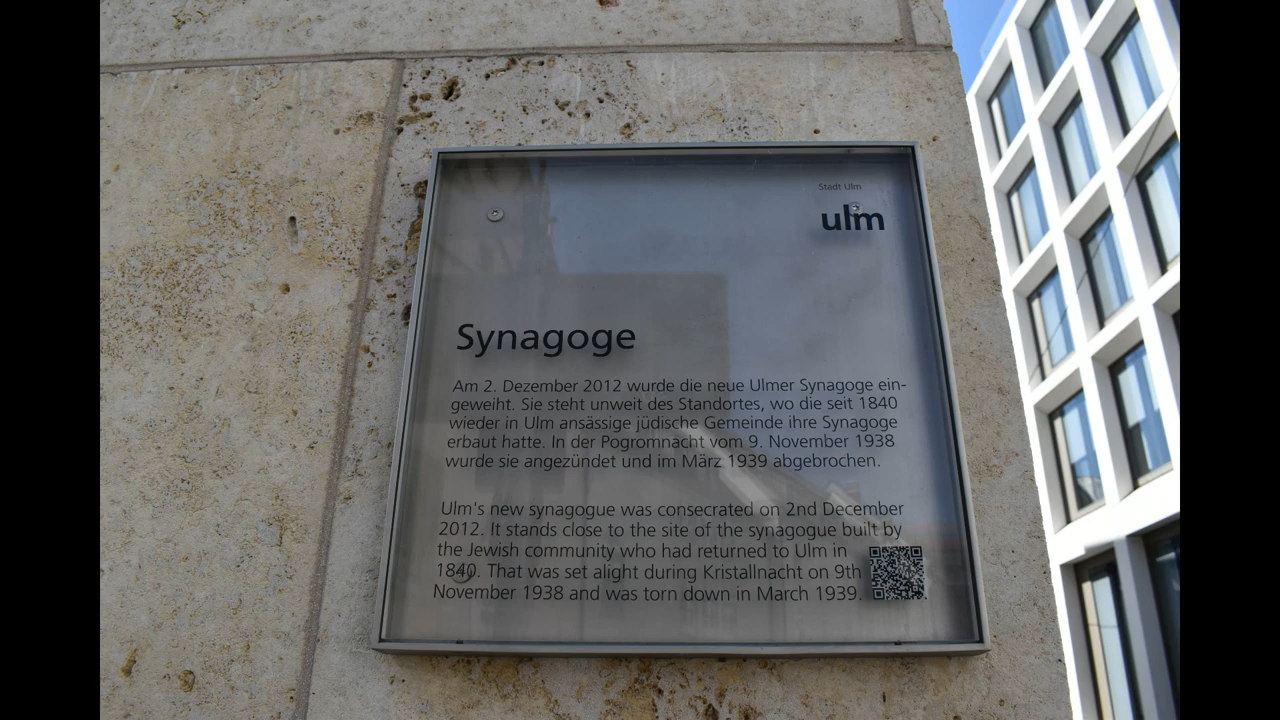 Stadt Ulm
ulm
Synagoge
Am 2. Dezember 2012 wurde die neue Ulmer Synagoge ein-
geweiht. Sie steht unweit des Standortes, wo die seit 1840
wieder in Ulm ansässige jüdische Gemeinde ihre Synagoge
erbaut hatte. In der Pogromnacht vom 9. November 1938
wurde sie angezündet und im März 1939 abgebrochen.
Ulm's new synagogue was consecrated on 2nd December
2012. It stands close to the site of the synagogue built by
the Jewish community who had returned to Ulm in
1840. That was set alight during Kristallnacht on 9th
November 1938 and was torn down in March 1939.